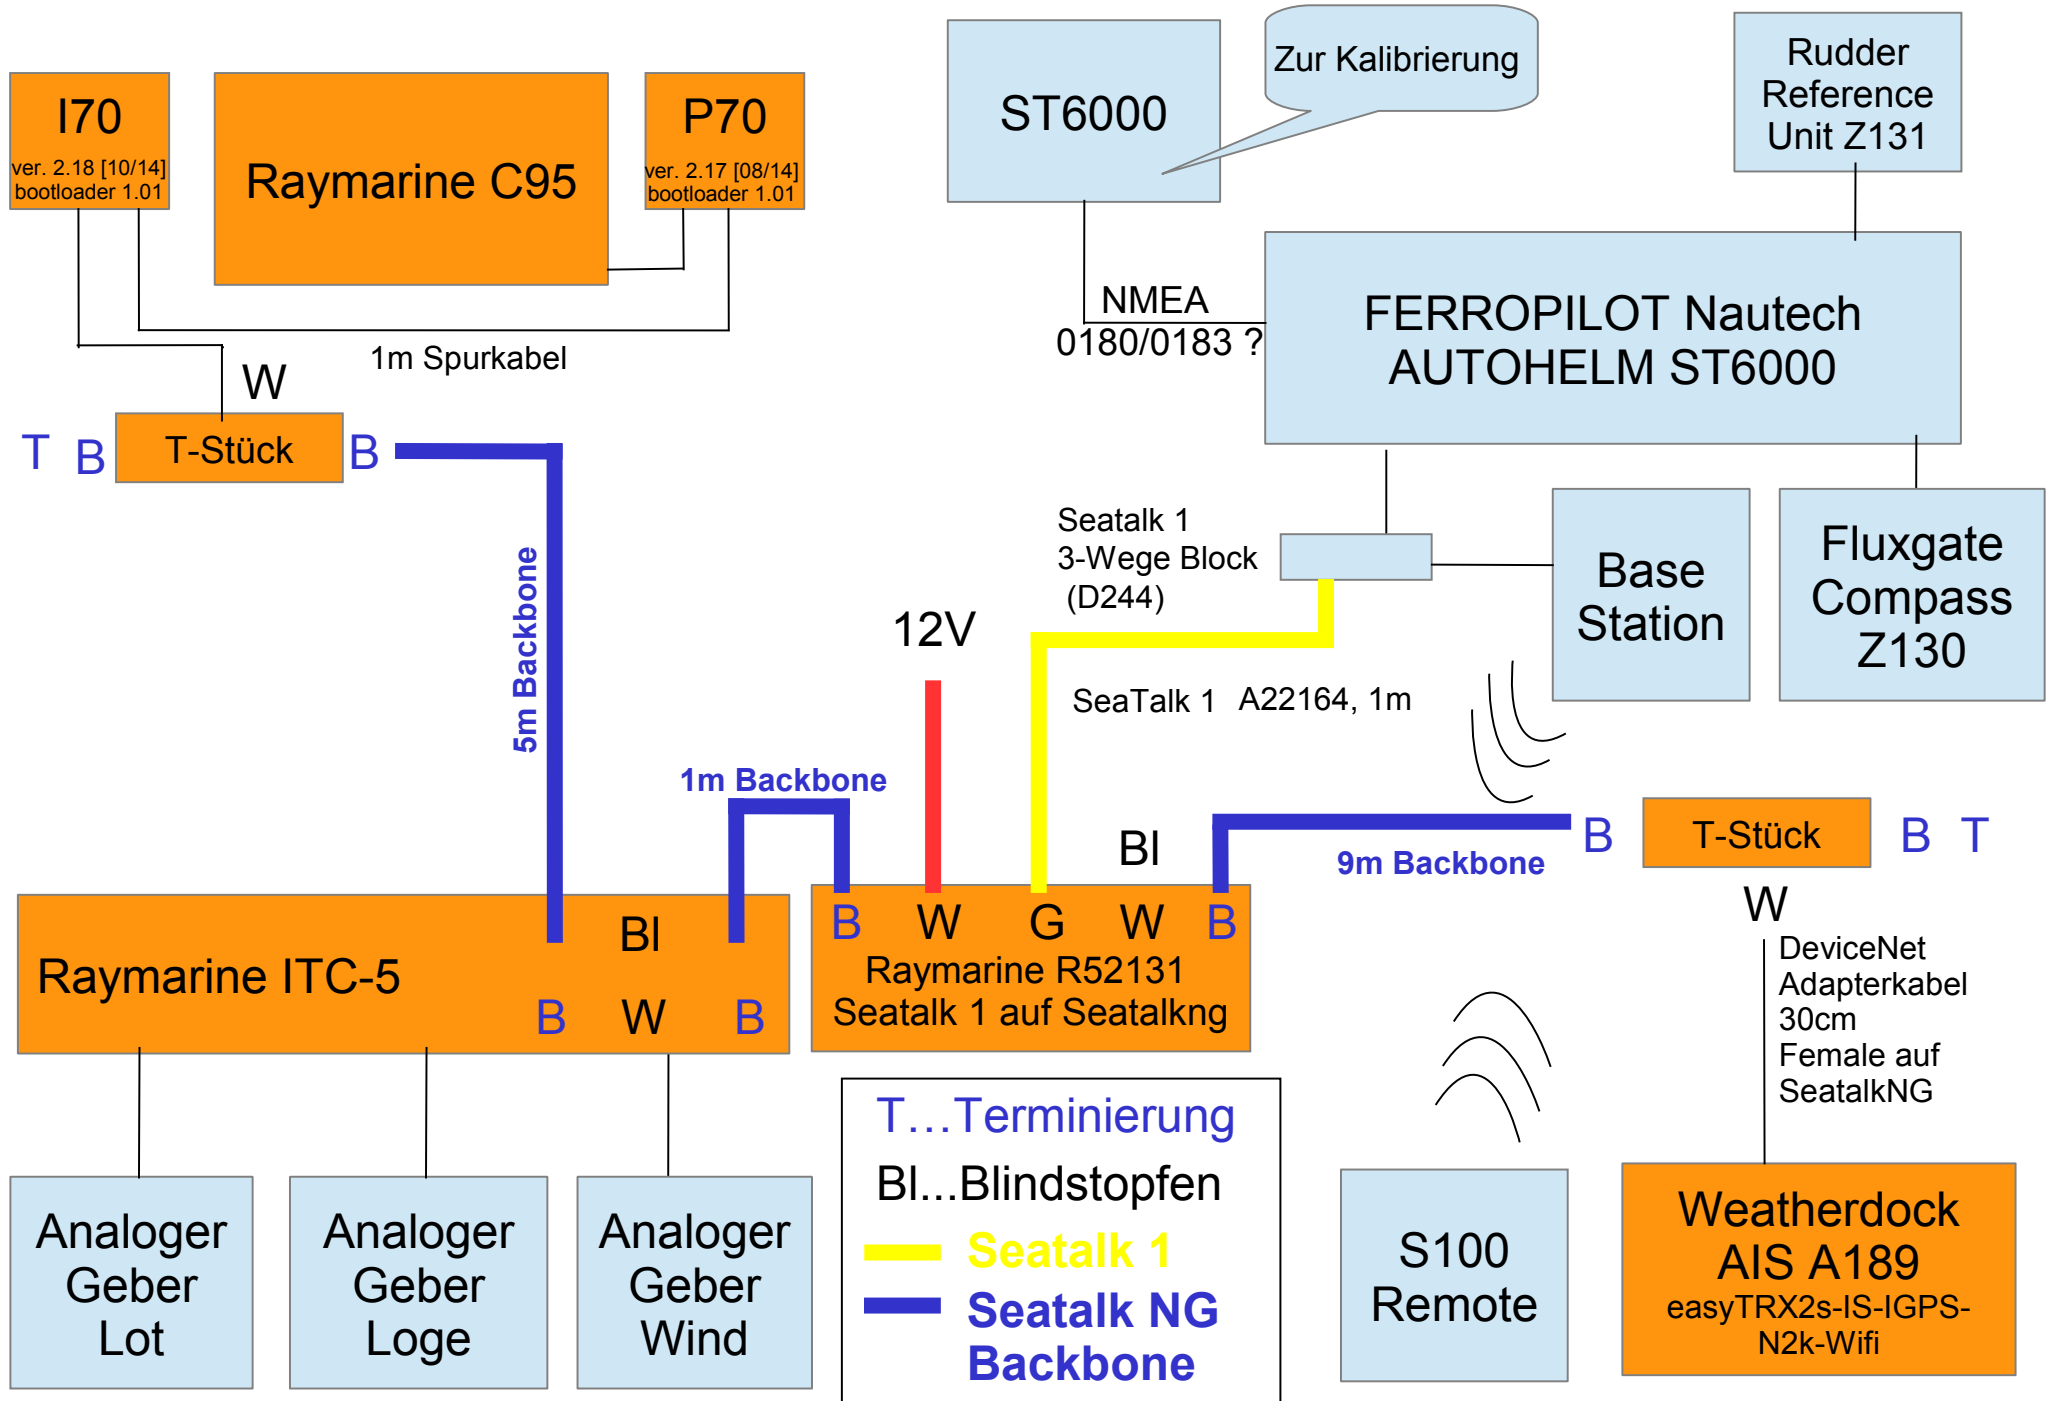 I70
ver. 2.18 [10/14]
bootloader 1.01
Raymarine C95
P70
ver. 2.17 [08/14]
bootloader 1.01
ST6000
Zur Kalibrierung
Rudder
Reference
Unit Z131
NMEA
0180/0183 ?
FERROPILOT Nautech
AUTOHELM ST6000
1m Spurkabel
W
T B
T-Stück
B
5m Backbone
Seatalk 1
3-Wege Block
(D244)
Base
Station
Fluxgate
Compass
Z130
12V
SeaTalk 1 A22164, 1m
1m Backbone
Bl
9m Backbone
B
T-Stück
B T
W
DeviceNet
Adapterkabel
30cm
Female auf
SeatalkNG
Raymarine ITC-5
Bl
B W B
B W G W B
Raymarine R52131
Seatalk 1 auf Seatalkng
T...Terminierung
Bl...Blindstopfen
Seatalk 1
Seatalk NG
Backbone
Analoger
Geber
Lot
Analoger
Geber
Loge
Analoger
Geber
Wind
S100
Remote
Weatherdock
AIS A189
easyTRX2s-IS-IGPS-
N2k-Wifi